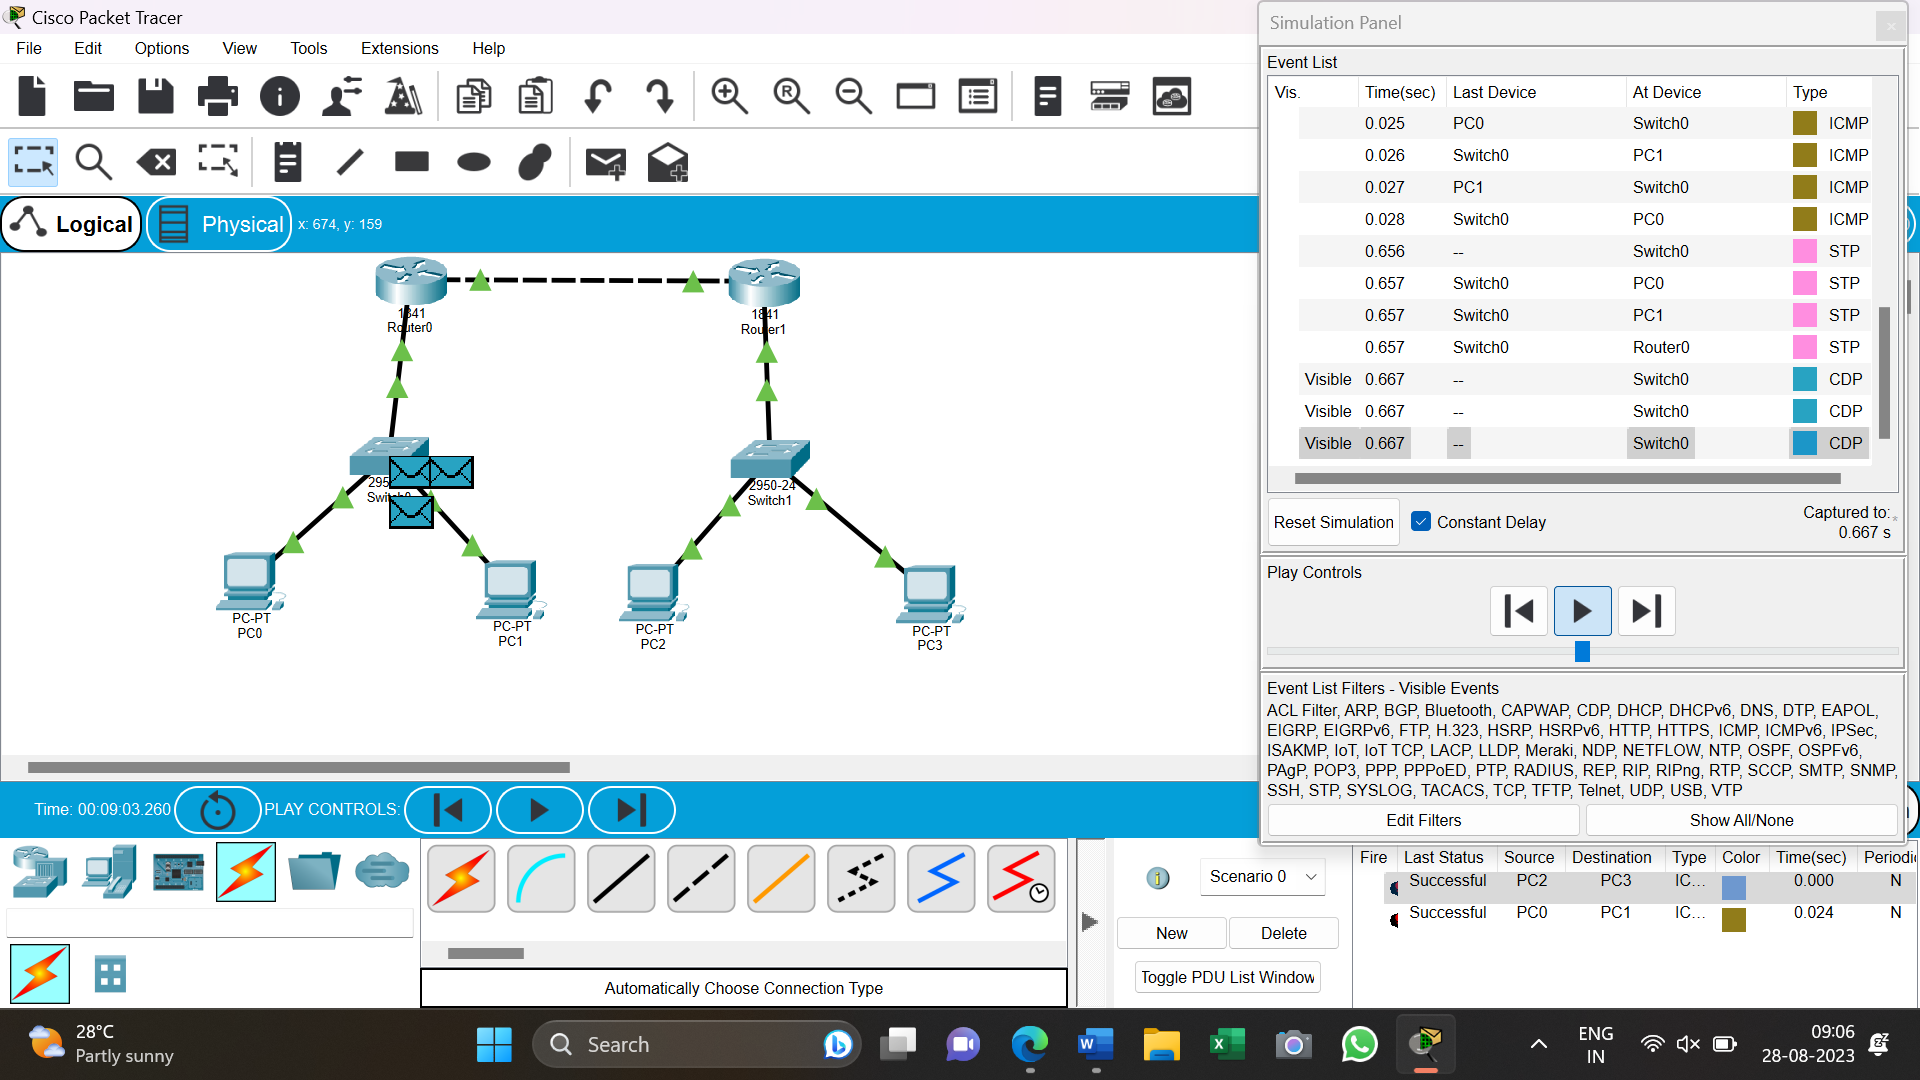 Cisco Packet Tracer
File Edit Options View Tools Extensions Help
Logical Physical x: 674, y: 159
1841
Router0
1841
Router1
Switch0
2950-24
Switch1
PC-PT
PC0
PC-PT
PC1
PC-PT
PC2
PC-PT
PC3
Simulation Panel
Event List
Vis. Time(sec) Last Device At Device Type
0.025 PC0 Switch0 ICMP
0.026 Switch0 PC1 ICMP
0.027 PC1 Switch0 ICMP
0.028 Switch0 PC0 ICMP
0.656 -- Switch0 STP
0.657 Switch0 PC0 STP
0.657 Switch0 PC1 STP
0.657 Switch0 Router0 STP
Visible 0.667 -- Switch0 CDP
Visible 0.667 -- Switch0 CDP
Visible 0.667 -- Switch0 CDP
Reset Simulation Constant Delay Captured to: *
0.667 s
Play Controls
Event List Filters - Visible Events
ACL Filter, ARP, BGP, Bluetooth, CAPWAP, CDP, DHCP, DHCPv6, DNS, DTP, EAPOL,
EIGRP, EIGRPv6, FTP, H.323, HSRP, HSRPv6, HTTP, HTTPS, ICMP, ICMPv6, IPSec,
ISAKMP, IoT, IoT TCP, LACP, LLDP, Meraki, NDP, NETFLOW, NTP, OSPF, OSPFv6,
PAgP, POP3, PPP, PPPoED, PTP, RADIUS, REP, RIP, RIPng, RTP, SCCP, SMTP, SNMP,
SSH, STP, SYSLOG, TACACS, TCP, TFTP, Telnet, UDP, USB, VTP
Edit Filters Show All/None
Time: 00:09:03.260 PLAY CONTROLS:
Automatically Choose Connection Type
Scenario 0
New Delete
Toggle PDU List Window
Fire Last Status Source Destination Type Color Time(sec) Periodi
Successful PC2 PC3 IC... 0.000 N
Successful PC0 PC1 IC... 0.024 N
28°C
Partly sunny
Search
ENG
IN
09:06
28-08-2023